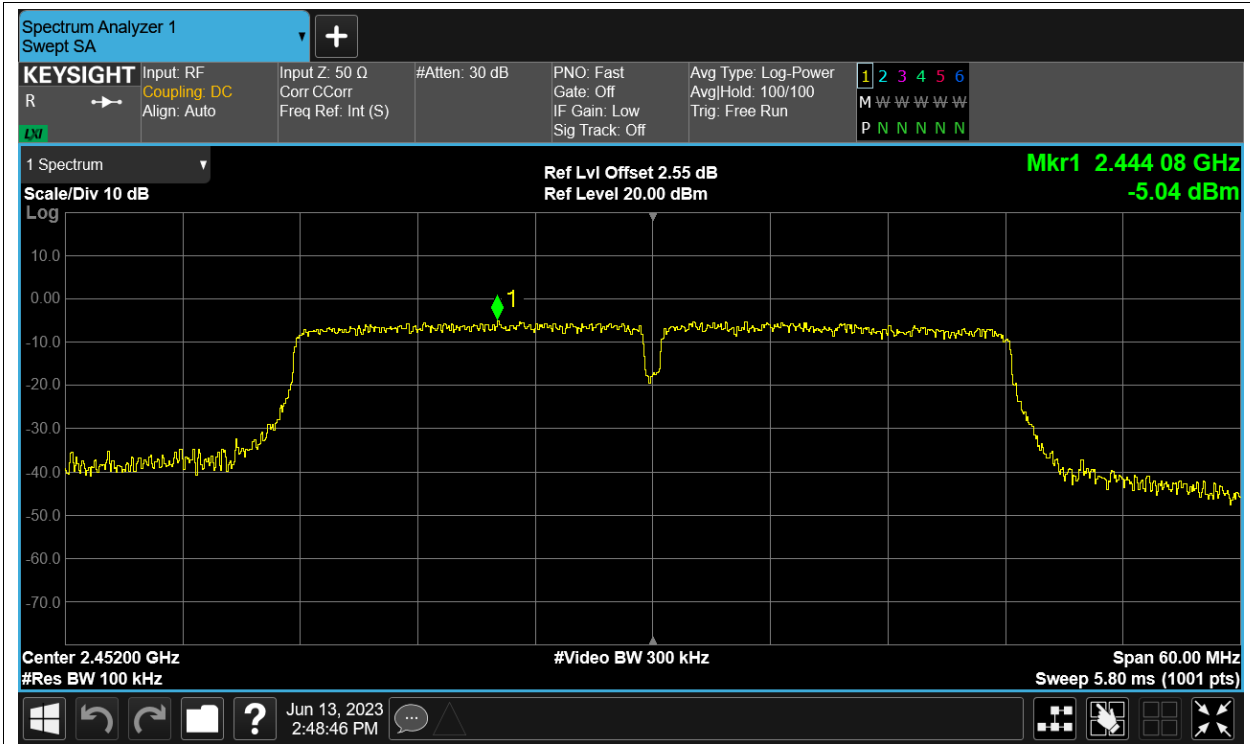 Spectrum Analyzer 1
Swept SA
KEYSIGHT
R
LXI
Input: RF
Coupling: DC
Align: Auto
Input Z: 50 Ω
Corr CCorr
Freq Ref: Int (S)
#Atten: 30 dB
PNO: Fast
Gate: Off
IF Gain: Low
Sig Track: Off
Avg Type: Log-Power
Avg|Hold: 100/100
Trig: Free Run
1 2 3 4 5 6
M W W W W W
P N N N N N
1 Spectrum
Scale/Div 10 dB
Log
Ref Lvl Offset 2.55 dB
Ref Level 20.00 dBm
Mkr1 2.444 08 GHz
-5.04 dBm
10.0
0.00
1
-10.0
-20.0
-30.0
-40.0
-50.0
-60.0
-70.0
Center 2.45200 GHz
#Video BW 300 kHz
Span 60.00 MHz
#Res BW 100 kHz
Sweep 5.80 ms (1001 pts)
?
Jun 13, 2023
2:48:46 PM